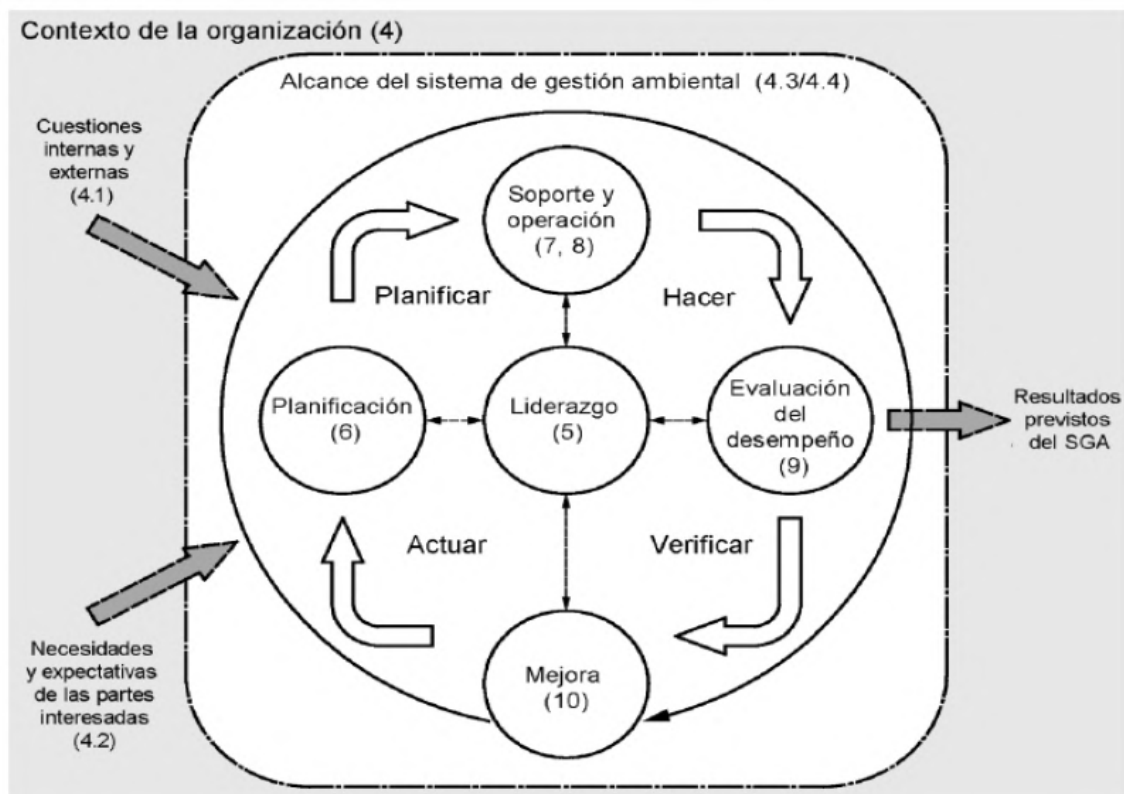 Contexto de la organización (4)
Alcance del sistema de gestión ambiental (4.3/4.4)
Cuestiones
internas y
externas
(4.1)
Soporte y
operación
(7, 8)
Planificar
Hacer
Planificación
(6)
Liderazgo
(5)
Evaluación
del
desempeño
(9)
Resultados
previstos
del SGA
Actuar
Verificar
Necesidades
y expectativas
de las partes
interesadas
(4.2)
Mejora
(10)